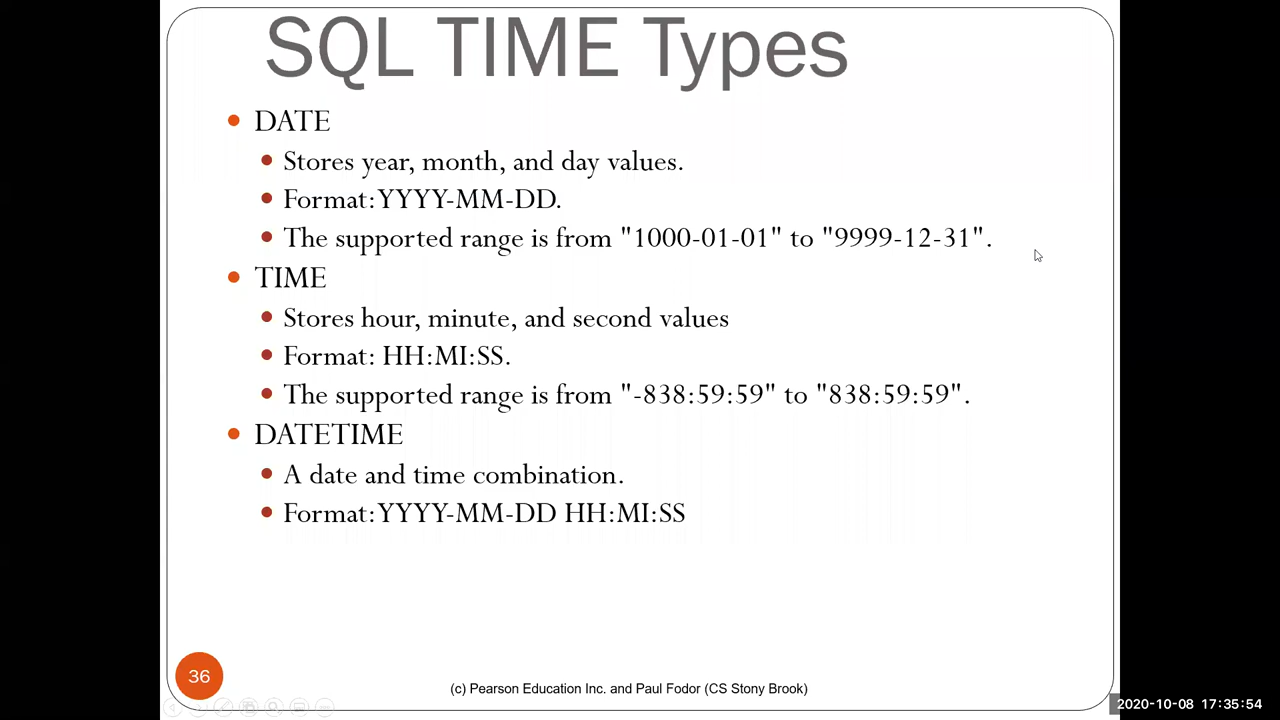 SQL TIME Types
DATE
Stores year, month, and day values.
Format: YYYY-MM-DD.
The supported range is from "1000-01-01" to "9999-12-31".
TIME
Stores hour, minute, and second values
Format: HH:MI:SS.
The supported range is from "-838:59:59" to "838:59:59".
DATETIME
A date and time combination.
Format: YYYY-MM-DD HH:MI:SS
36
(c) Pearson Education Inc. and Paul Fodor (CS Stony Brook)
2020-10-08 17:35:54